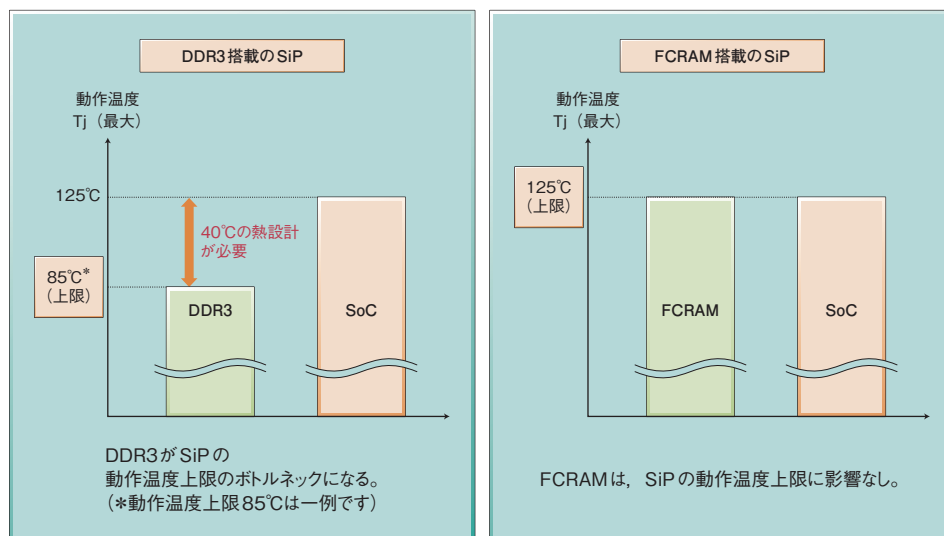 DDR3搭載のSiP
動作温度
Tj（最大）
125℃
40℃の熱設計
が必要
85℃*
（上限）
DDR3
SoC
DDR3がSiPの
動作温度上限のボトルネックになる。
（*動作温度上限85℃は一例です）
FCRAM搭載のSiP
動作温度
Tj（最大）
125℃
（上限）
FCRAM
SoC
FCRAMは，SiPの動作温度上限に影響なし。